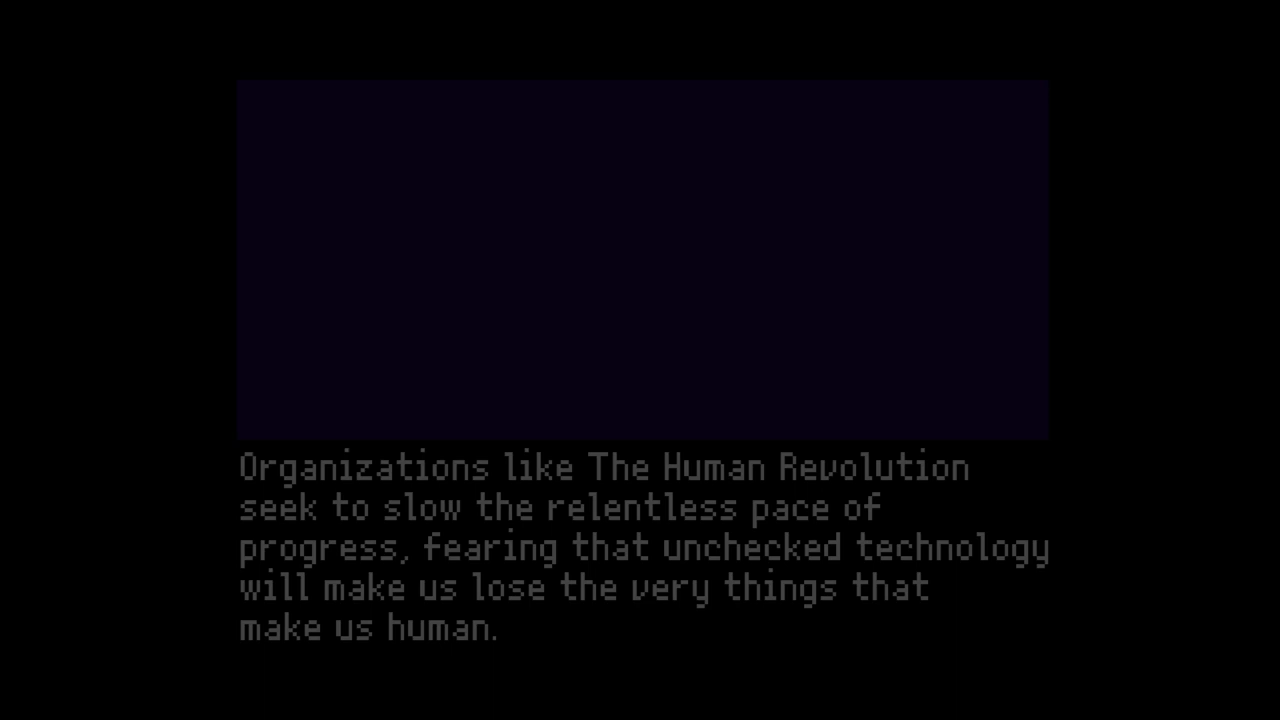 Organizations like The Human Revolution
seek to slow the relentless pace of
progress, fearing that unchecked technology
will make us lose the very things that
make us human.